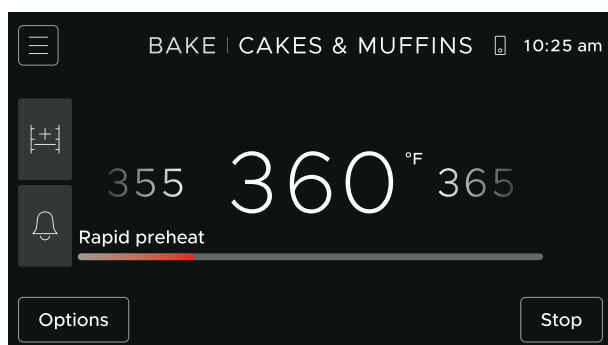 BAKE | CAKES & MUFFINS 10:25 am
355 360 °F 365
Rapid preheat
Options Stop